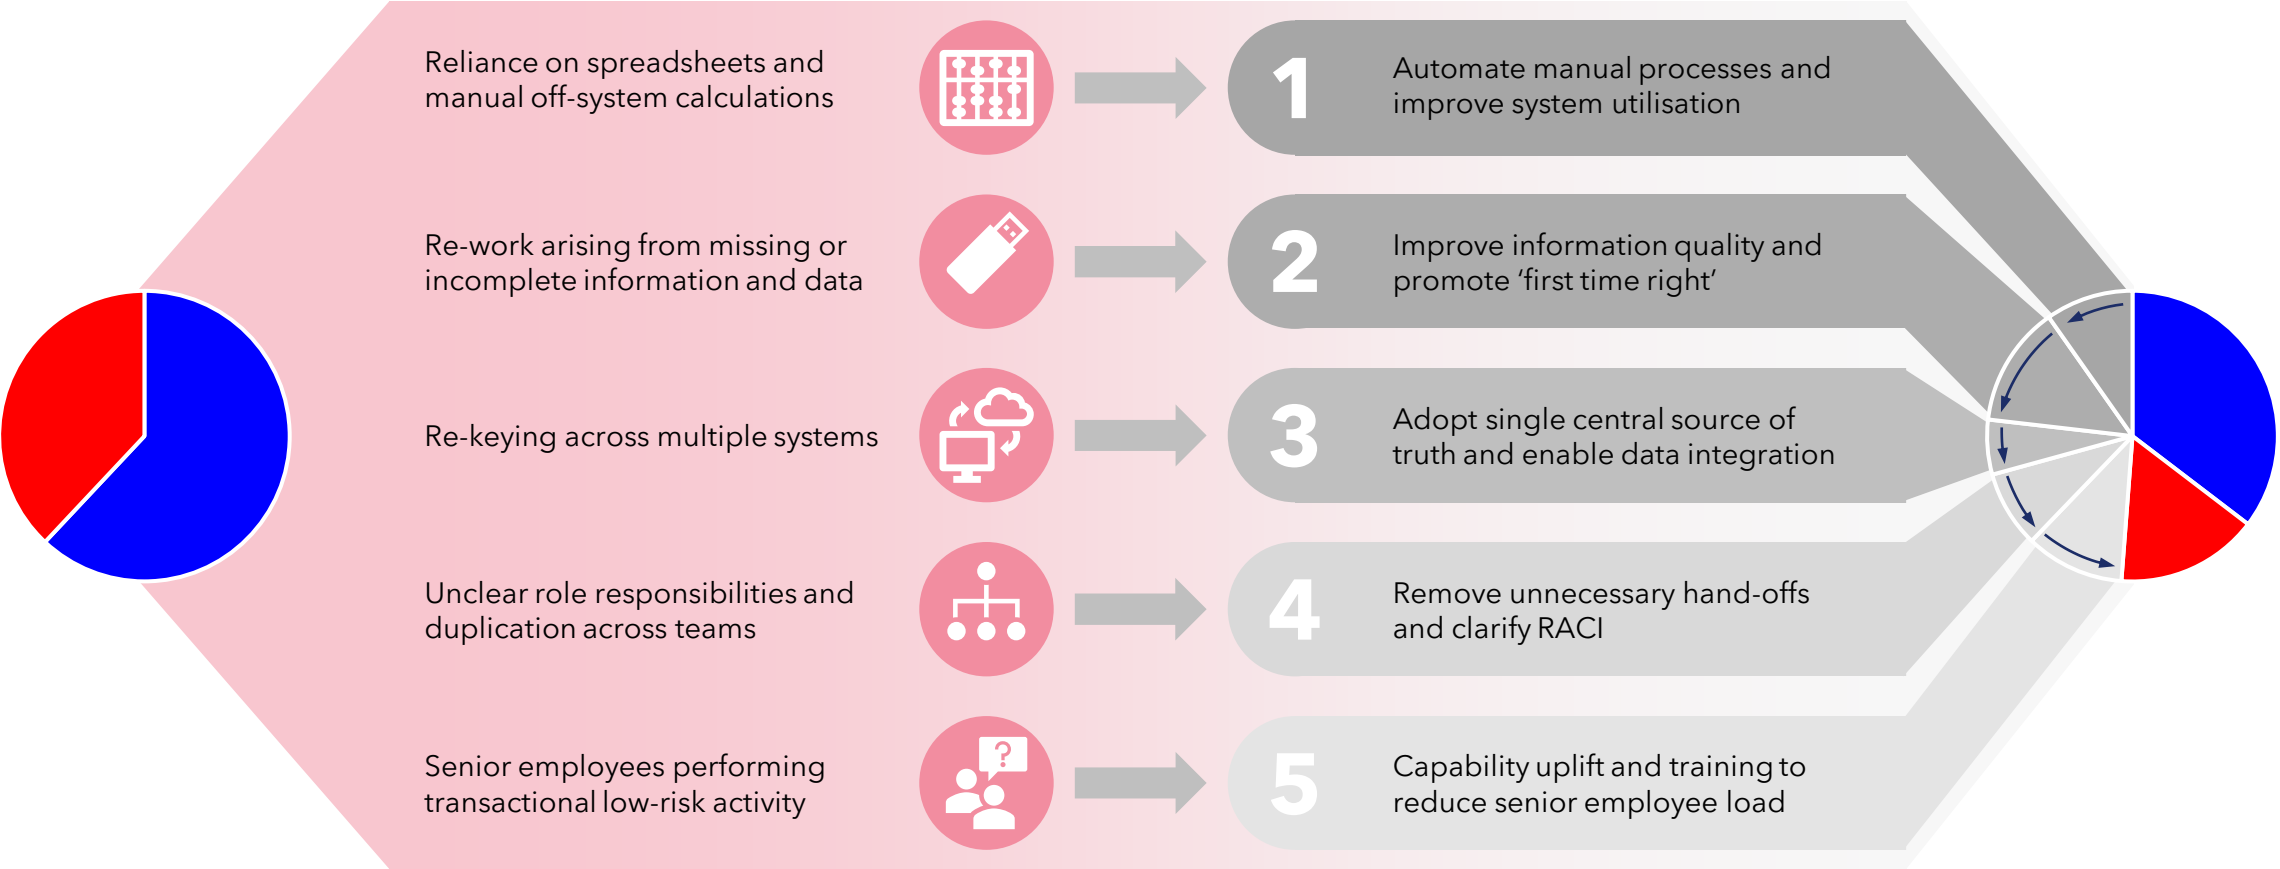 Reliance on spreadsheets and
manual off-system calculations
1
Automate manual processes and
improve system utilisation
Re-work arising from missing or
incomplete information and data
2
Improve information quality and
promote ‘first time right’
Re-keying across multiple systems
3
Adopt single central source of
truth and enable data integration
Unclear role responsibilities and
duplication across teams
4
Remove unnecessary hand-offs
and clarify RACI
Senior employees performing
transactional low-risk activity
?
5
Capability uplift and training to
reduce senior employee load